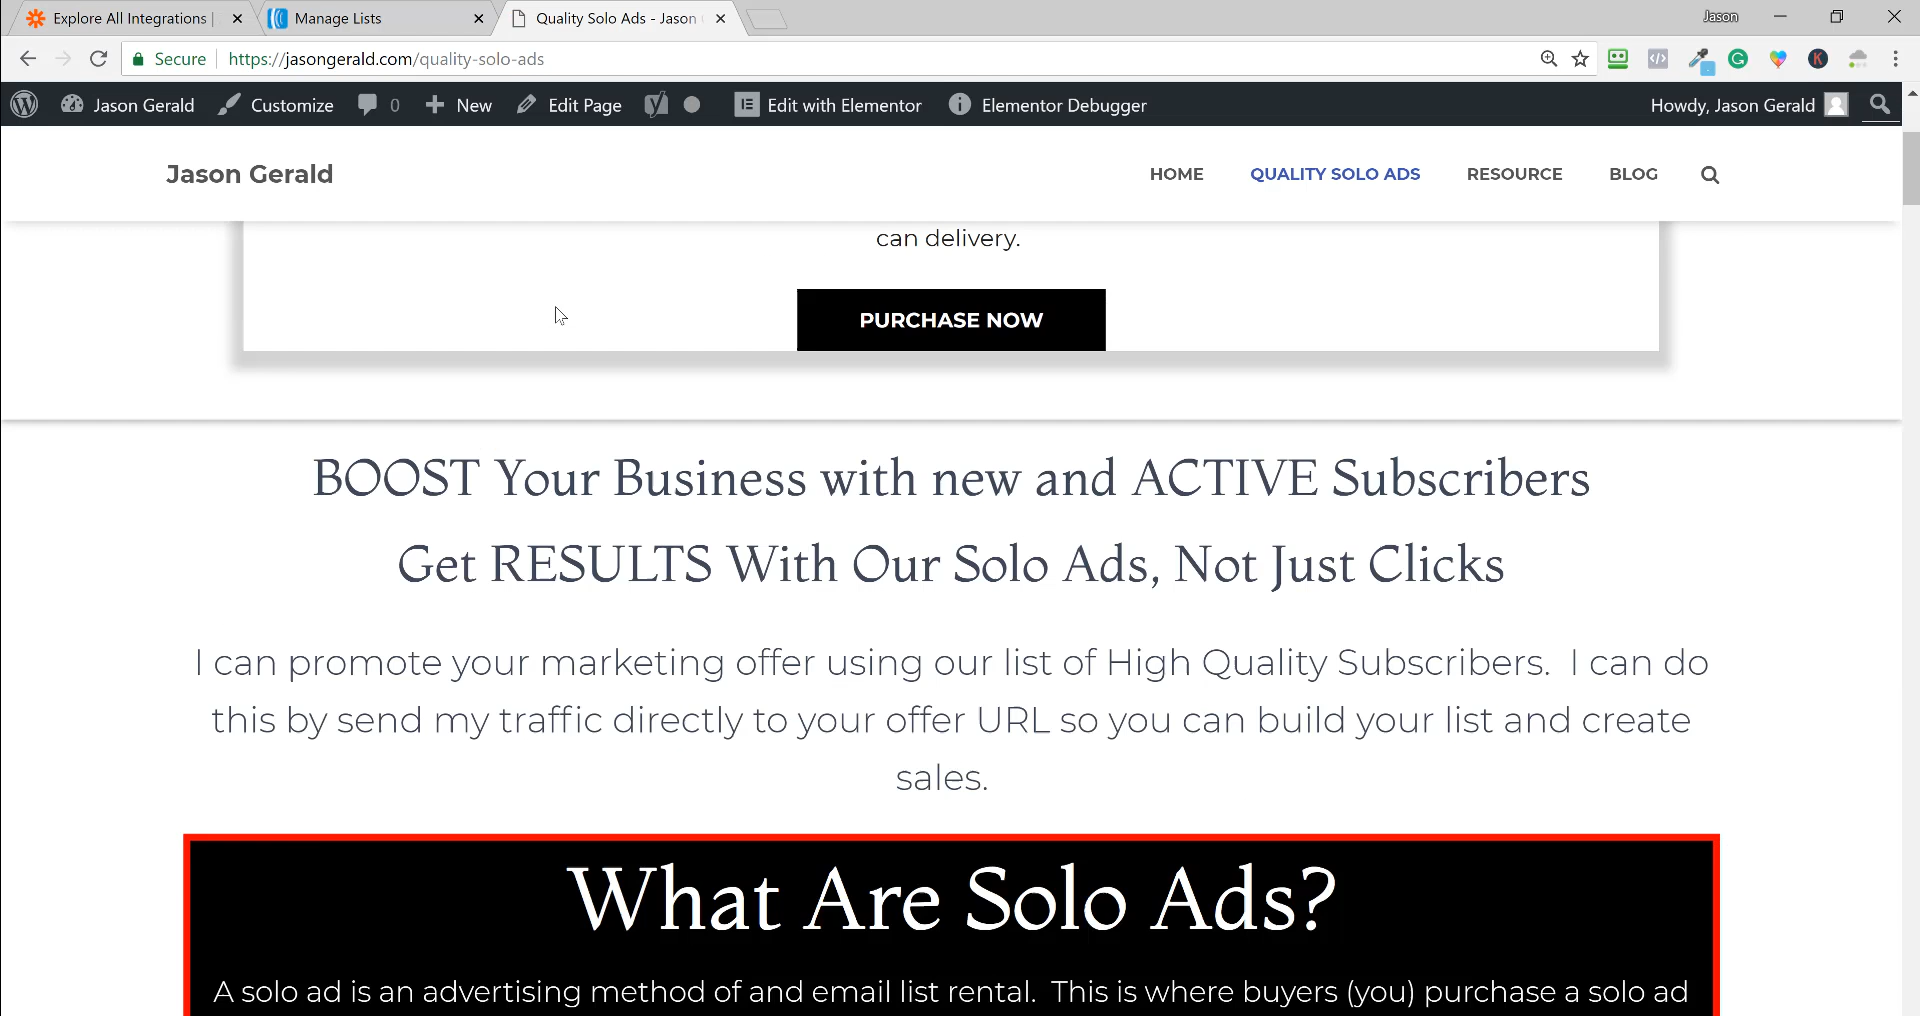 Explore All Integrations |
Manage Lists
Quality Solo Ads - Jason
Jason
Secure
https://jasongerald.com/quality-solo-ads
Jason Gerald
Customize
0
New
Edit Page
Edit with Elementor
Elementor Debugger
Howdy, Jason Gerald
Jason Gerald
HOME
QUALITY SOLO ADS
RESOURCE
BLOG
can delivery.
PURCHASE NOW
BOOST Your Business with new and ACTIVE Subscribers
Get RESULTS With Our Solo Ads, Not Just Clicks
I can promote your marketing offer using our list of High Quality Subscribers.  I can do
this by send my traffic directly to your offer URL so you can build your list and create
sales.
What Are Solo Ads?
A solo ad is an advertising method of and email list rental.  This is where buyers (you) purchase a solo ad